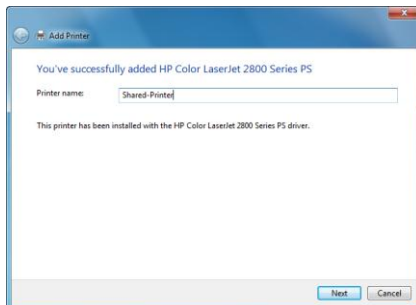 Add Printer
You've successfully added HP Color LaserJet 2800 Series PS
Printer name: Shared-Printer
This printer has been installed with the HP Color LaserJet 2800 Series PS driver.
Next Cancel